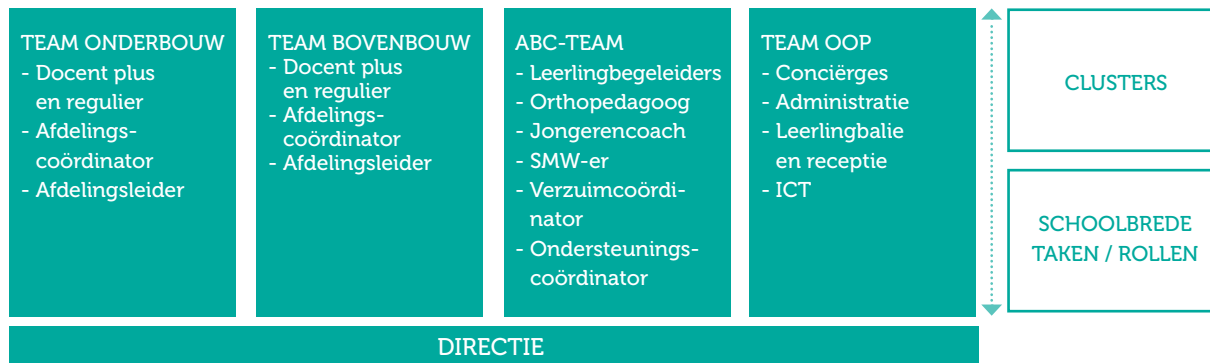 TEAM ONDERBOUW
- Docent plus
en regulier
- Afdelings-
coördinator
- Afdelingsleider
TEAM BOVENBOUW
- Docent plus
en regulier
- Afdelings-
coördinator
- Afdelingsleider
ABC-TEAM
- Leerlingbegeleiders
- Orthopedagoog
- Jongerencoach
- SMW-er
- Verzuimcoördi-
nator
- Ondersteunings-
coördinator
TEAM OOP
- Conciërges
- Administratie
- Leerlingbalie
en receptie
- ICT
CLUSTERS
SCHOOLBREDE
TAKEN / ROLLEN
DIRECTIE